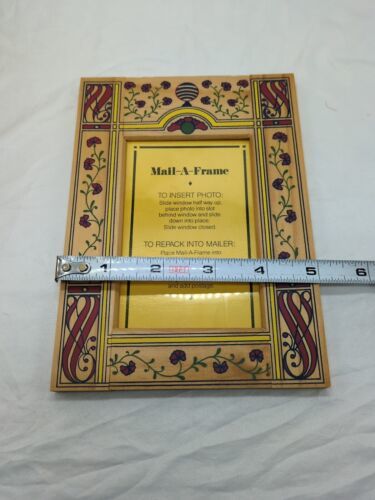 Mail-A-Frame
TO INSERT PHOTO:
Slide window half way up,
place photo into slot
behind window and slide
down into place.
Slide window closed.
TO REPACK INTO MAILER:
Place Mail-A-Frame into
1 2 3 4 5 6
and add postage.